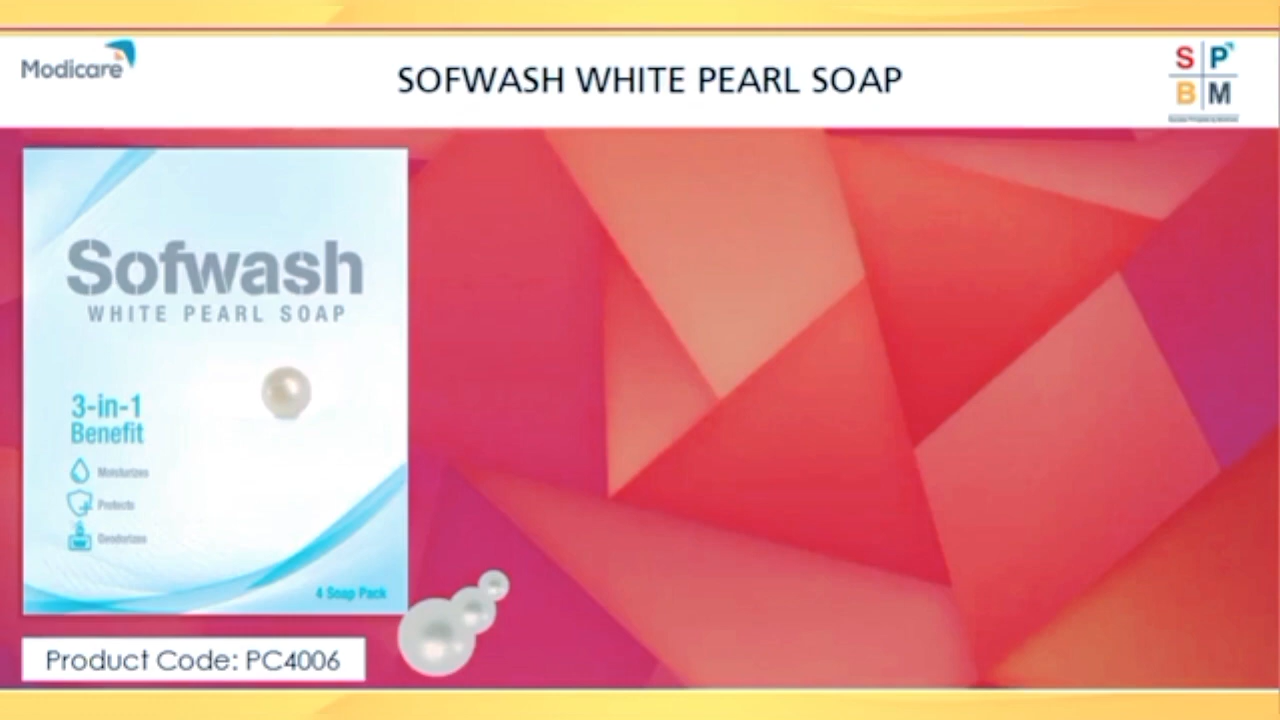 Modicare
SOFWASH WHITE PEARL SOAP
S P
B M
Sofwash
WHITE PEARL SOAP
3-in-1
Benefit
Moisturizes
Protects
Deodorizes
4 Soap Pack
Product Code: PC4006